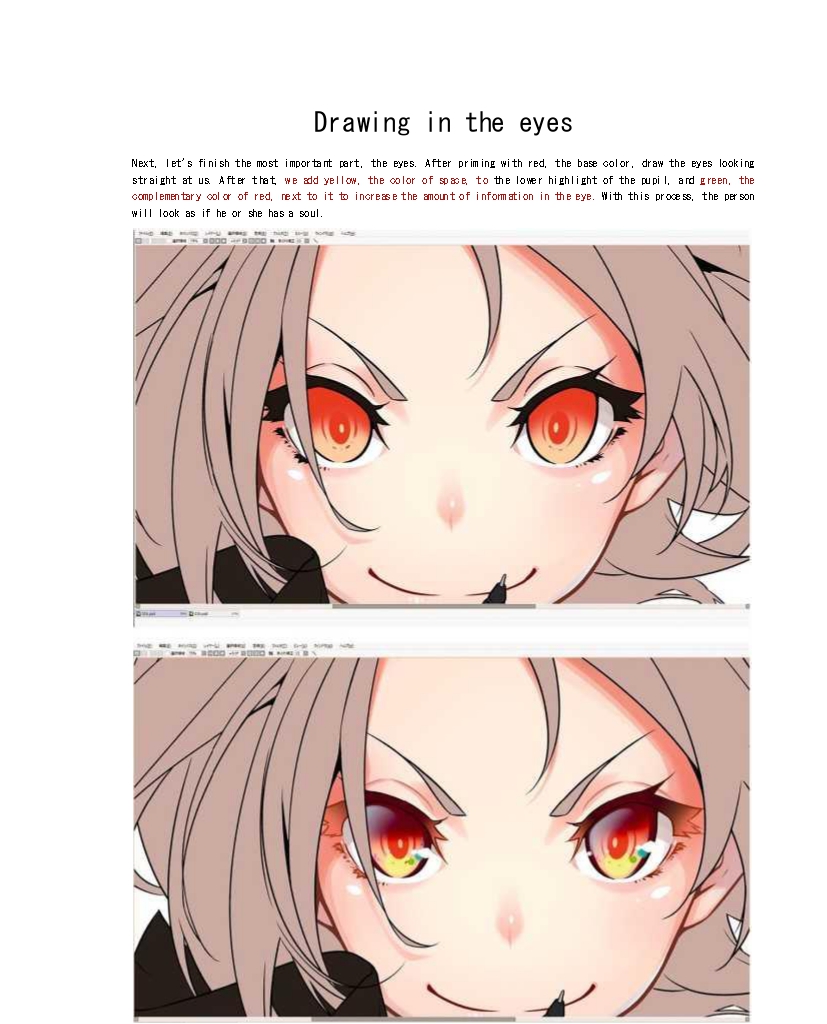 Drawing in the eyes
Next, let's finish the most important part, the eyes. After priming with red, the base color, draw the eyes looking
straight at us. After that, we add yellow, the color of space, to the lower highlight of the pupil, and green, the
complementary color of red, next to it to increase the amount of information in the eye. With this process, the person
will look as if he or she has a soul.